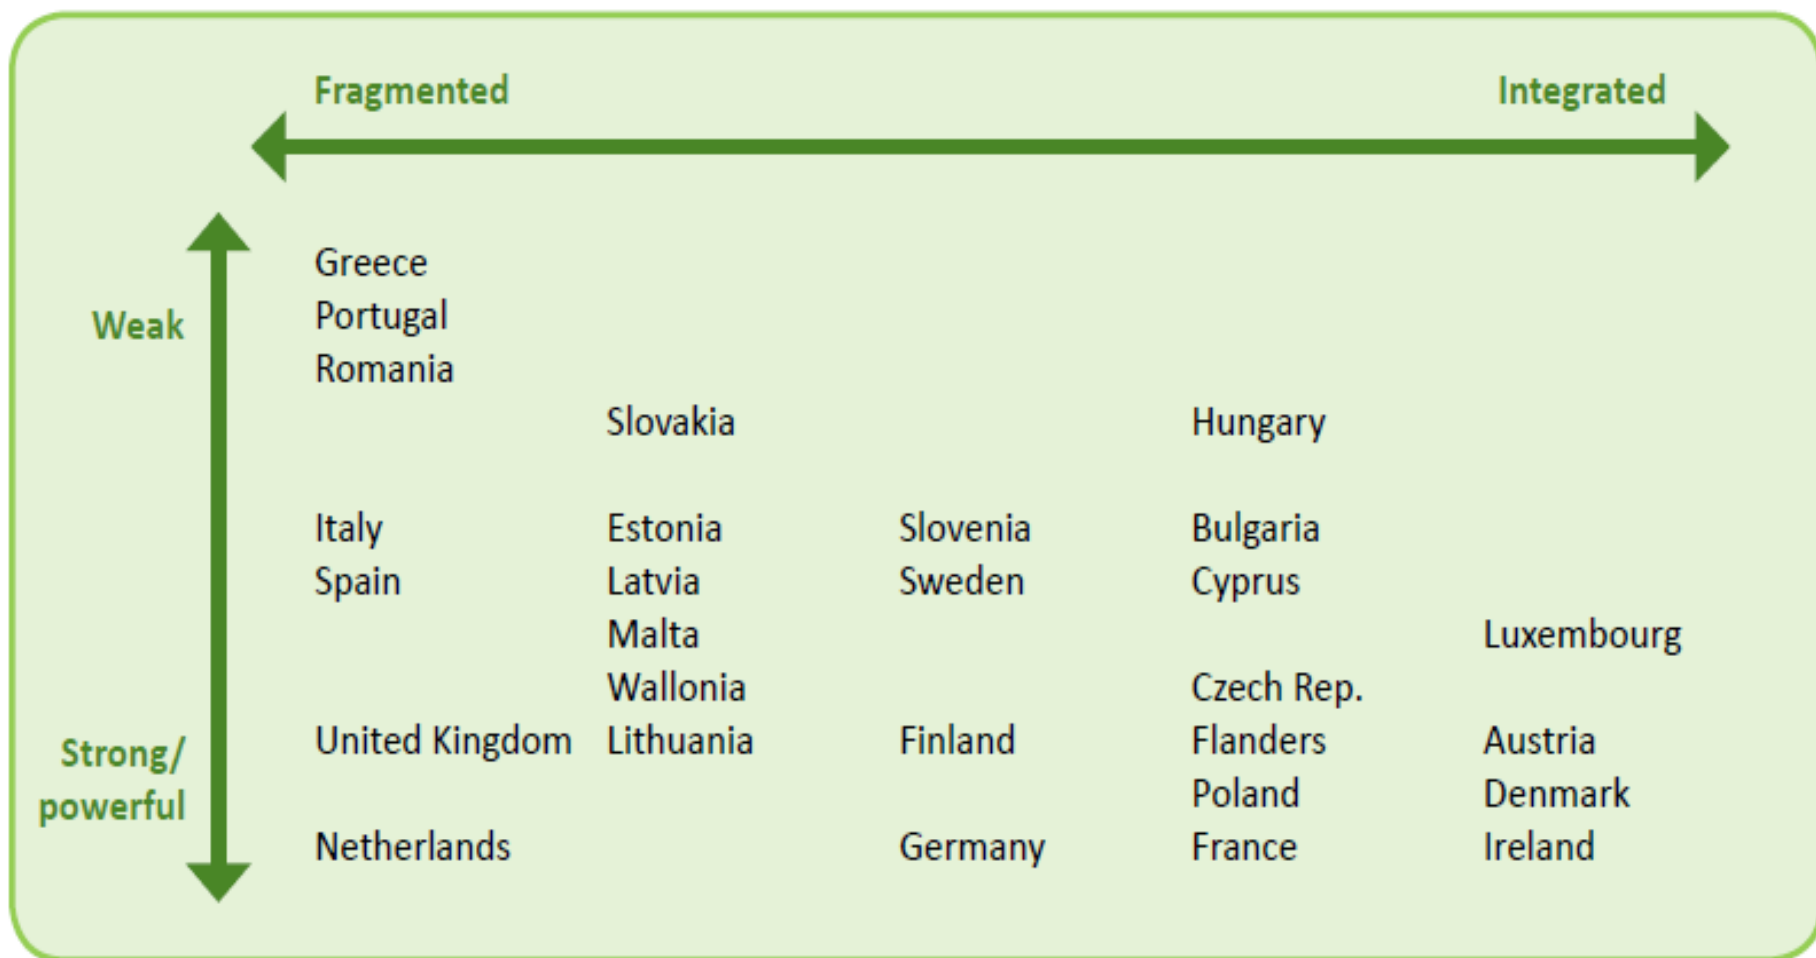 Fragmented Integrated
Greece
Weak Portugal
Romania
Slovakia Hungary
Italy Estonia Slovenia Bulgaria
Spain Latvia Sweden Cyprus
Malta Luxembourg
Wallonia Czech Rep.
Strong/ United Kingdom Lithuania Finland Flanders Austria
powerful Poland Denmark
Netherlands Germany France Ireland